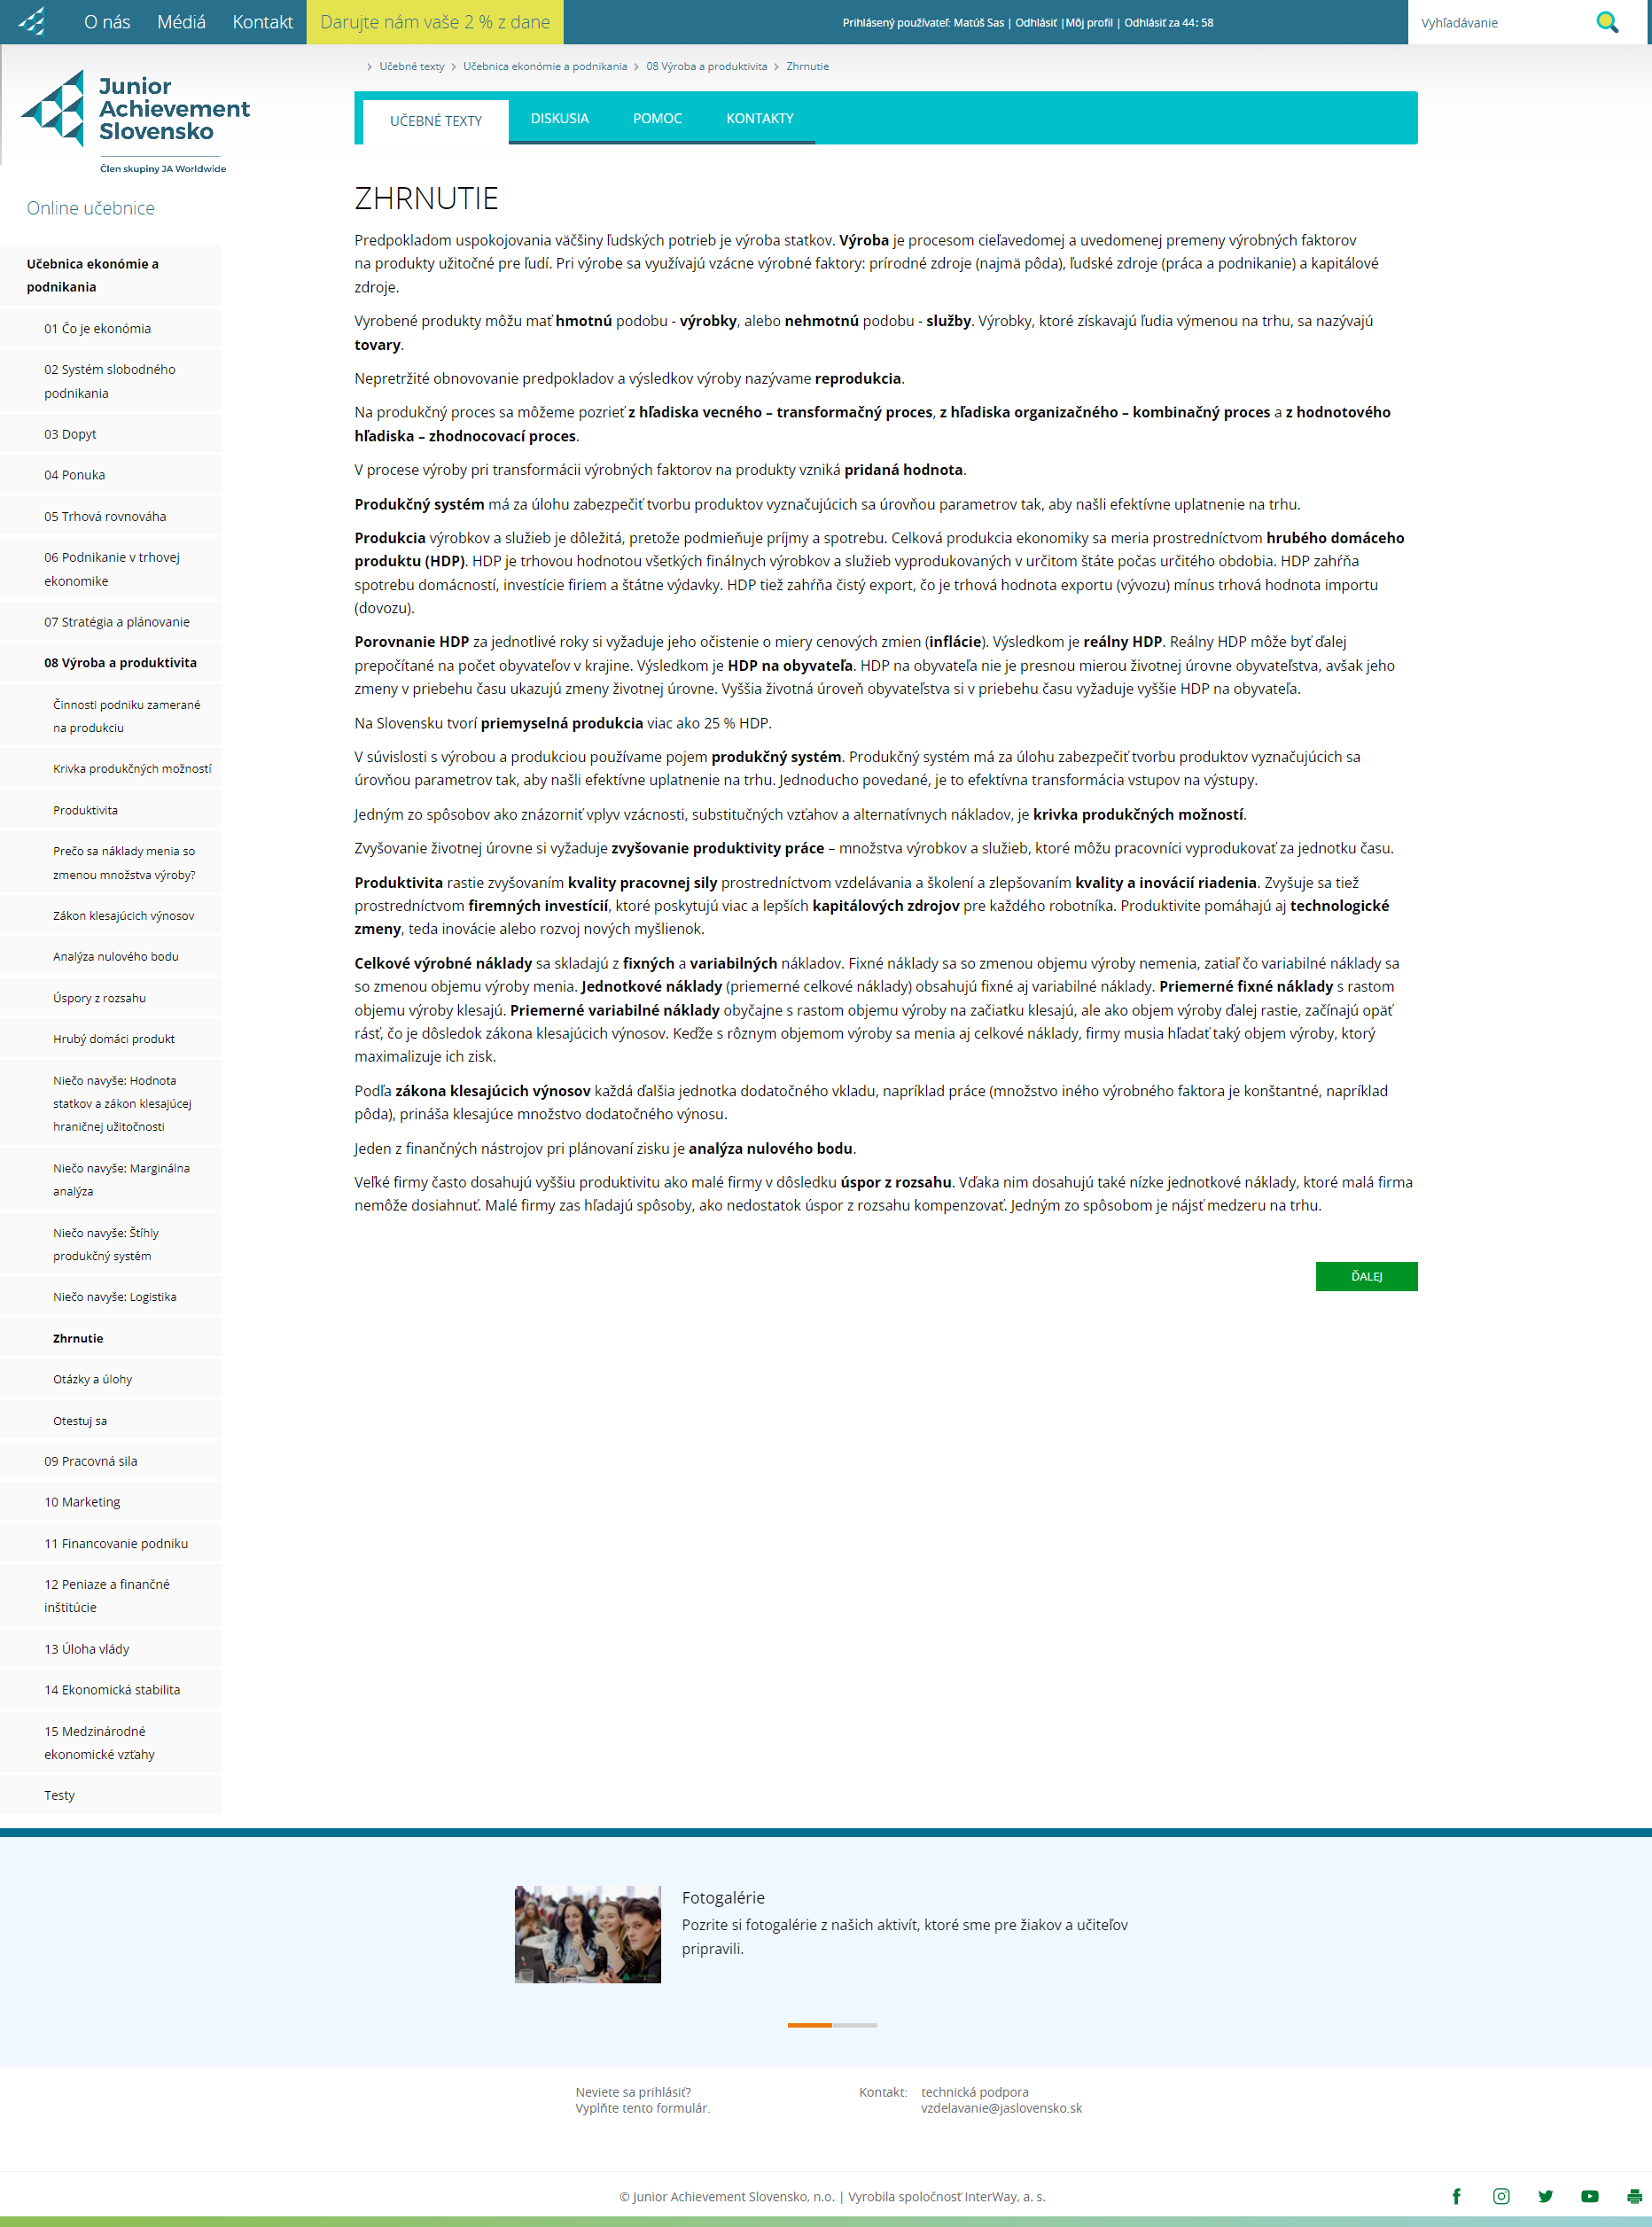 O nás Médiá Kontakt Darujte nám vaše 2 % z dane Prihlásený používateľ: Matúš Sas | Odhlásiť |Môj profil | Odhlásiť za 44: 58 Vyhľadávanie
Junior
Achievement
Slovensko
Člen skupiny JA Worldwide
Online učebnice
Učebnica ekonómie a
podnikania
01 Čo je ekonómia
02 Systém slobodného
podnikania
03 Dopyt
04 Ponuka
05 Trhová rovnováha
06 Podnikanie v trhovej
ekonomike
07 Stratégia a plánovanie
08 Výroba a produktivita
Činnosti podniku zamerané
na produkciu
Krivka produkčných možností
Produktivita
Prečo sa náklady menia so
zmenou množstva výroby?
Zákon klesajúcich výnosov
Analýza nulového bodu
Úspory z rozsahu
Hrubý domáci produkt
Niečo navyše: Hodnota
statkov a zákon klesajúcej
hraničnej užitočnosti
Niečo navyše: Marginálna
analýza
Niečo navyše: Štíhly
produkčný systém
Niečo navyše: Logistika
Zhrnutie
Otázky a úlohy
Otestuj sa
09 Pracovná sila
10 Marketing
11 Financovanie podniku
12 Peniaze a finančné
inštitúcie
13 Úloha vlády
14 Ekonomická stabilita
15 Medzinárodné
ekonomické vzťahy
Testy
> Učebné texty > Učebnica ekonómie a podnikania > 08 Výroba a produktivita > Zhrnutie
UČEBNÉ TEXTY DISKUSIA POMOC KONTAKTY
ZHRNUTIE
Predpokladom uspokojovania väčšiny ľudských potrieb je výroba statkov. Výroba je procesom cieľavedomej a uvedomenej premeny výrobných faktorov
na produkty užitočné pre ľudí. Pri výrobe sa využívajú vzácne výrobné faktory: prírodné zdroje (najmä pôda), ľudské zdroje (práca a podnikanie) a kapitálové
zdroje.
Vyrobené produkty môžu mať hmotnú podobu - výrobky, alebo nehmotnú podobu - služby. Výrobky, ktoré získavajú ľudia výmenou na trhu, sa nazývajú
tovary.
Nepretržité obnovovanie predpokladov a výsledkov výroby nazývame reprodukcia.
Na produkčný proces sa môžeme pozrieť z hľadiska vecného – transformačný proces, z hľadiska organizačného – kombinačný proces a z hodnotového
hľadiska – zhodnocovací proces.
V procese výroby pri transformácii výrobných faktorov na produkty vzniká pridaná hodnota.
Produkčný systém má za úlohu zabezpečiť tvorbu produktov vyznačujúcich sa úrovňou parametrov tak, aby našli efektívne uplatnenie na trhu.
Produkcia výrobkov a služieb je dôležitá, pretože podmieňuje príjmy a spotrebu. Celková produkcia ekonomiky sa meria prostredníctvom hrubého domáceho
produktu (HDP). HDP je trhovou hodnotou všetkých finálnych výrobkov a služieb vyprodukovaných v určitom štáte počas určitého obdobia. HDP zahŕňa
spotrebu domácností, investície firiem a štátne výdavky. HDP tiež zahŕňa čistý export, čo je trhová hodnota exportu (vývozu) mínus trhová hodnota importu
(dovozu).
Porovnanie HDP za jednotlivé roky si vyžaduje jeho očistenie o miery cenových zmien (inflácie). Výsledkom je reálny HDP. Reálny HDP môže byť ďalej
prepočítané na počet obyvateľov v krajine. Výsledkom je HDP na obyvateľa. HDP na obyvateľa nie je presnou mierou životnej úrovne obyvateľstva, avšak jeho
zmeny v priebehu času ukazujú zmeny životnej úrovne. Vyššia životná úroveň obyvateľstva si v priebehu času vyžaduje vyššie HDP na obyvateľa.
Na Slovensku tvorí priemyselná produkcia viac ako 25 % HDP.
V súvislosti s výrobou a produkciou používame pojem produkčný systém. Produkčný systém má za úlohu zabezpečiť tvorbu produktov vyznačujúcich sa
úrovňou parametrov tak, aby našli efektívne uplatnenie na trhu. Jednoducho povedané, je to efektívna transformácia vstupov na výstupy.
Jedným zo spôsobov ako znázorniť vplyv vzácnosti, substitučných vzťahov a alternatívnych nákladov, je krivka produkčných možností.
Zvyšovanie životnej úrovne si vyžaduje zvyšovanie produktivity práce – množstva výrobkov a služieb, ktoré môžu pracovníci vyprodukovať za jednotku času.
Produktivita rastie zvyšovaním kvality pracovnej sily prostredníctvom vzdelávania a školení a zlepšovaním kvality a inovácií riadenia. Zvyšuje sa tiež
prostredníctvom firemných investícií, ktoré poskytujú viac a lepších kapitálových zdrojov pre každého robotníka. Produktivite pomáhajú aj technologické
zmeny, teda inovácie alebo rozvoj nových myšlienok.
Celkové výrobné náklady sa skladajú z fixných a variabilných nákladov. Fixné náklady sa so zmenou objemu výroby nemenia, zatiaľ čo variabilné náklady sa
so zmenou objemu výroby menia. Jednotkové náklady (priemerné celkové náklady) obsahujú fixné aj variabilné náklady. Priemerné fixné náklady s rastom
objemu výroby klesajú. Priemerné variabilné náklady obyčajne s rastom objemu výroby na začiatku klesajú, ale ako objem výroby ďalej rastie, začínajú opäť
rásť, čo je dôsledok zákona klesajúcich výnosov. Keďže s rôznym objemom výroby sa menia aj celkové náklady, firmy musia hľadať taký objem výroby, ktorý
maximalizuje ich zisk.
Podľa zákona klesajúcich výnosov každá ďalšia jednotka dodatočného vkladu, napríklad práce (množstvo iného výrobného faktora je konštantné, napríklad
pôda), prináša klesajúce množstvo dodatočného výnosu.
Jeden z finančných nástrojov pri plánovaní zisku je analýza nulového bodu.
Veľké firmy často dosahujú vyššiu produktivitu ako malé firmy v dôsledku úspor z rozsahu. Vďaka nim dosahujú také nízke jednotkové náklady, ktoré malá firma
nemôže dosiahnuť. Malé firmy zas hľadajú spôsoby, ako nedostatok úspor z rozsahu kompenzovať. Jedným zo spôsobom je nájsť medzeru na trhu.
ĎALEJ
Fotogalérie
Pozrite si fotogalérie z našich aktivít, ktoré sme pre žiakov a učiteľov
pripravili.
Neviete sa prihlásiť?
Vyplňte tento formulár.
Kontakt: technická podpora
vzdelavanie@jaslovensko.sk
© Junior Achievement Slovensko, n.o. | Vyrobila spoločnosť InterWay, a. s.